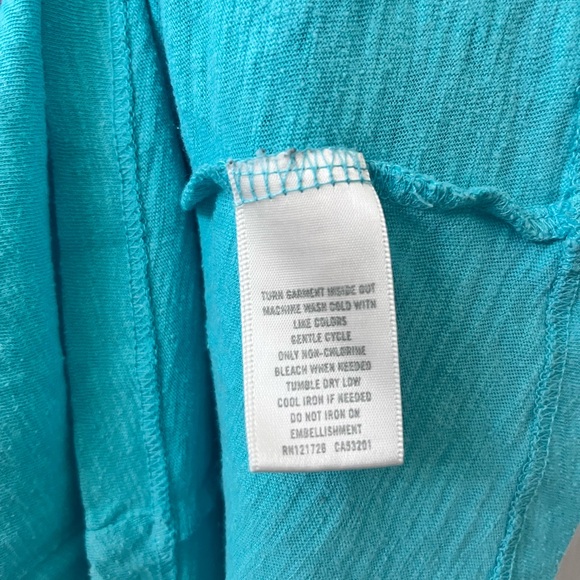 TURN GARMENT INSIDE OUT
MACHINE WASH COLD WITH
LIKE COLORS
GENTLE CYCLE
ONLY NON-CHLORINE
BLEACH WHEN NEEDED
TUMBLE DRY LOW
COOL IRON IF NEEDED
DO NOT IRON ON
EMBELLISHMENT
RN121726 CA53201